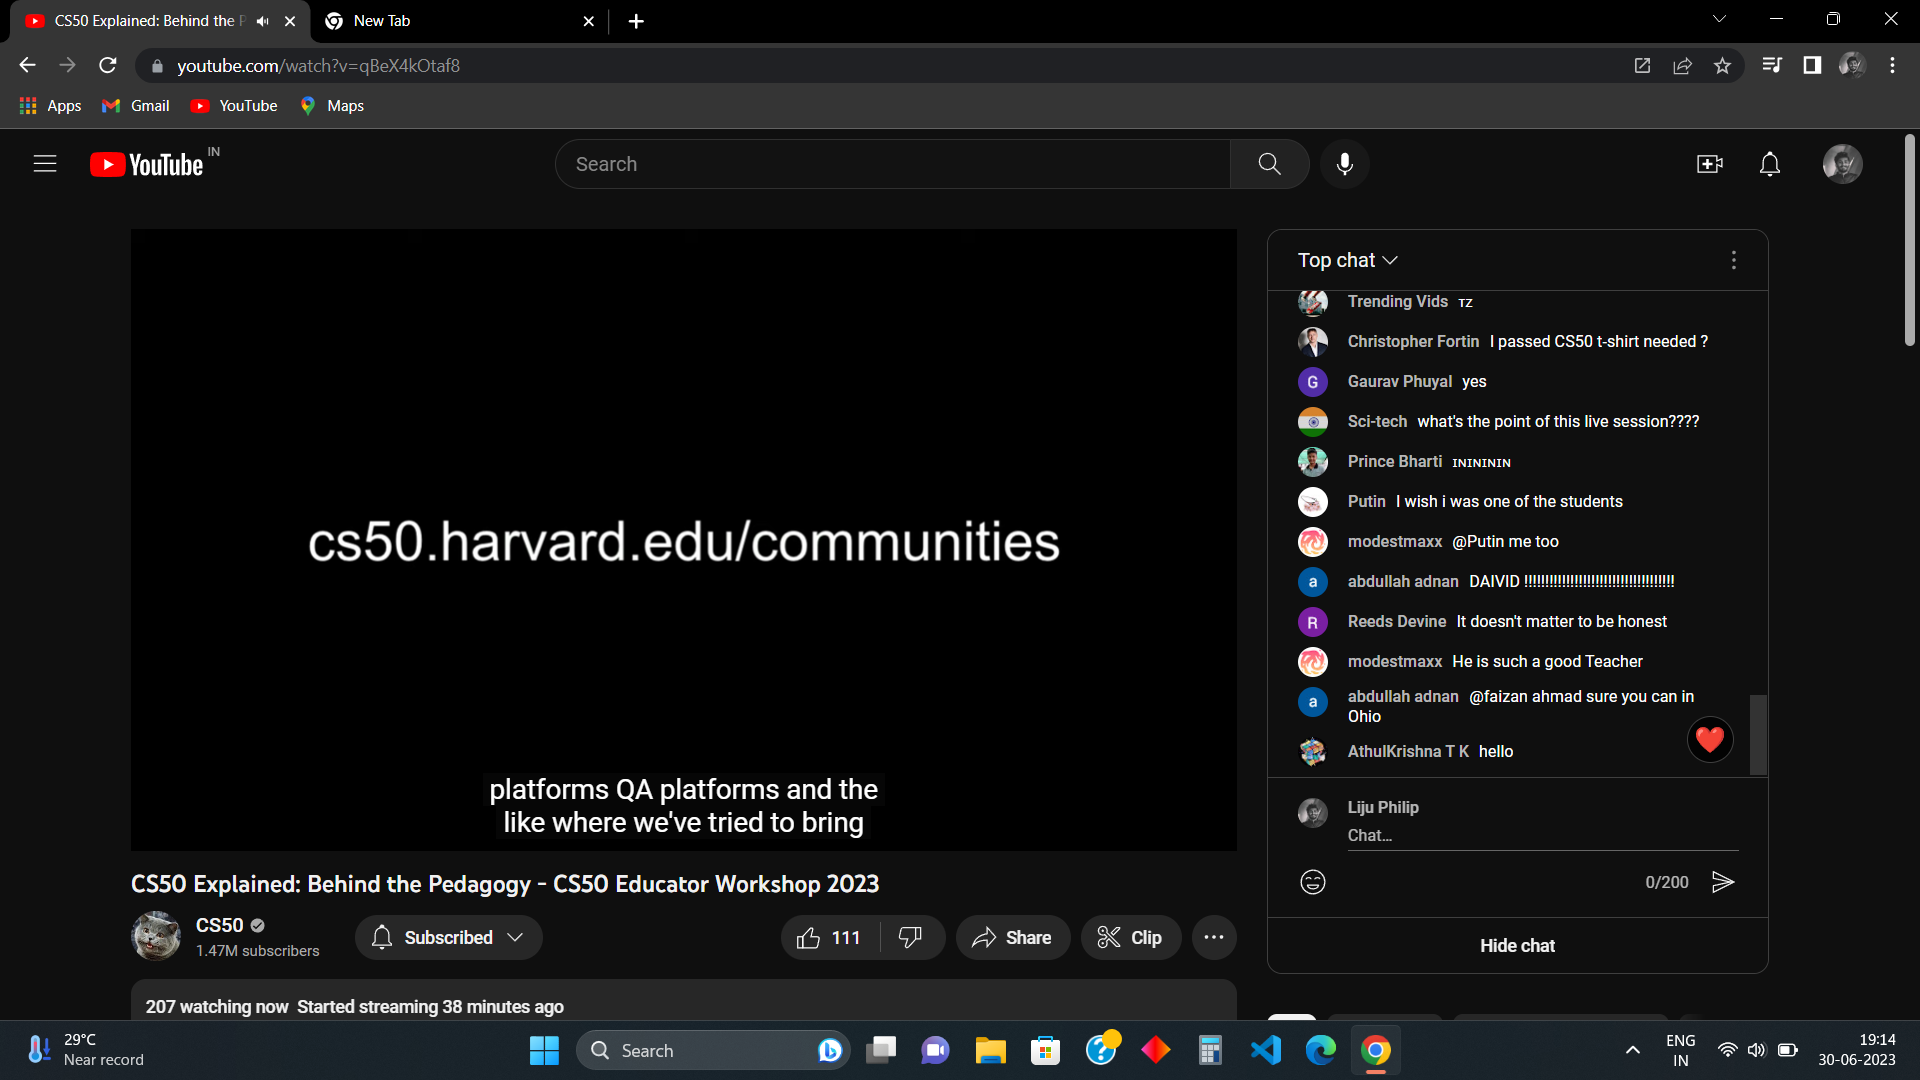 CS50 Explained: Behind the P
New Tab
youtube.com/watch?v=qBeX4kOtaf8
Apps
Gmail
YouTube
Maps
YouTube IN
Search
cs50.harvard.edu/communities
platforms QA platforms and the
like where we've tried to bring
CS50 Explained: Behind the Pedagogy - CS50 Educator Workshop 2023
CS50
1.47M subscribers
Subscribed
111
Share
Clip
207 watching now Started streaming 38 minutes ago
Top chat
Trending Vids TZ
Christopher Fortin I passed CS50 t-shirt needed ?
G
Gaurav Phuyal yes
Sci-tech what's the point of this live session????
Prince Bharti ININININ
Putin I wish i was one of the students
modestmaxx @Putin me too
a
abdullah adnan DAIVID !!!!!!!!!!!!!!!!!!!!!!!!!!!!!!!!!!!!
R
Reeds Devine It doesn't matter to be honest
modestmaxx He is such a good Teacher
a
abdullah adnan @faizan ahmad sure you can in
Ohio
AthulKrishna T K hello
Liju Philip
Chat...
0/200
Hide chat
29°C
Near record
Search
ENG
IN
19:14
30-06-2023